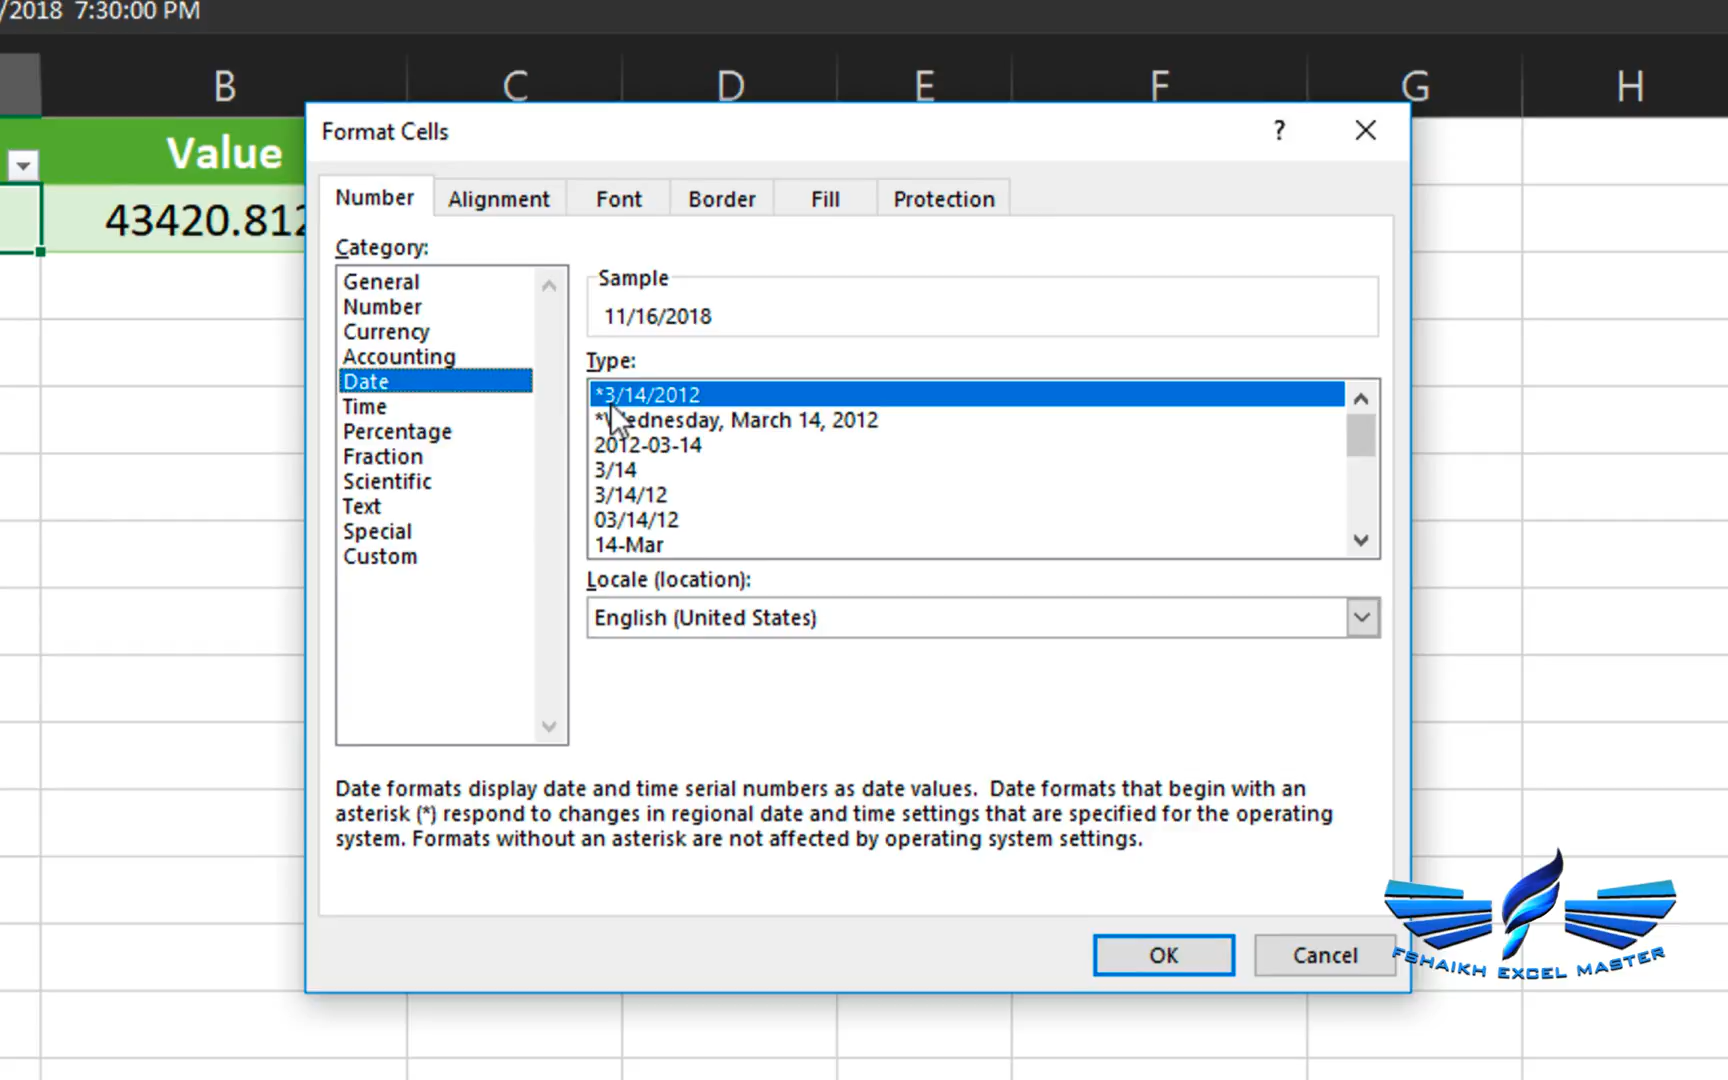 /2018 7:30:00 PM
B C D E F G H
Value
43420.812
Format Cells
?
Number Alignment Font Border Fill Protection
Category:
General
Number
Currency
Accounting
Date
Time
Percentage
Fraction
Scientific
Text
Special
Custom
Sample
11/16/2018
Type:
*3/14/2012
*Wednesday, March 14, 2012
2012-03-14
3/14
3/14/12
03/14/12
14-Mar
Locale (location):
English (United States)
Date formats display date and time serial numbers as date values. Date formats that begin with an
asterisk (*) respond to changes in regional date and time settings that are specified for the operating
system. Formats without an asterisk are not affected by operating system settings.
OK Cancel
FSHAIKH EXCEL MASTER